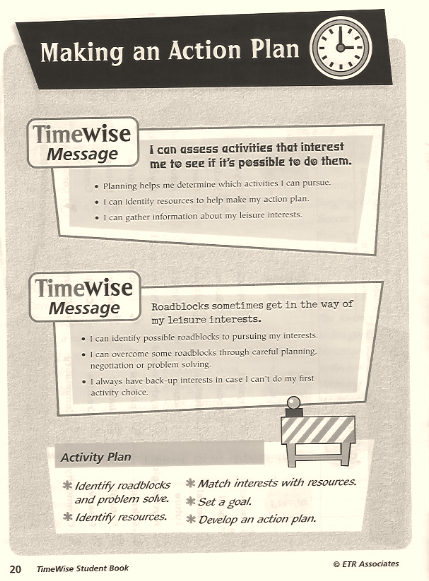 Making an Action Plan
TimeWise
Message
I can assess activities that interest
me to see if it's possible to do them.
• Planning helps me determine which activities I can pursue.
• I can identify resources to help make my action plan.
• I can gather information about my leisure interests.
TimeWise
Message
Roadblocks sometimes get in the way of
my leisure interests.
• I can identify possible roadblocks to pursuing my interests.
• I can overcome some roadblocks through careful planning,
negotiation or problem solving.
• I always have back-up interests in case I can't do my first
activity choice.
Activity Plan
* Identify roadblocks
and problem solve.
* Identify resources.
* Match interests with resources.
* Set a goal.
* Develop an action plan.
20 TimeWise Student Book
© ETR Associates